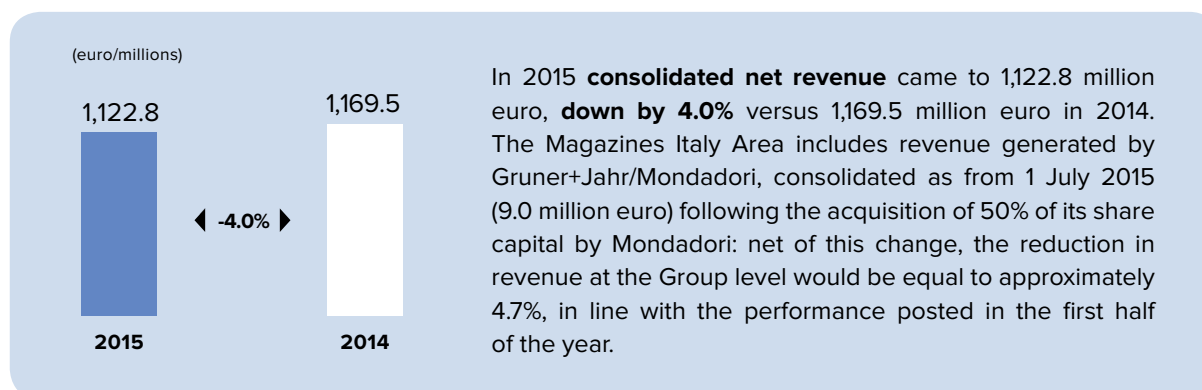 (euro/millions)
1,122.8
1,169.5
-4.0%
2015
2014
In 2015 consolidated net revenue came to 1,122.8 million
euro, down by 4.0% versus 1,169.5 million euro in 2014.
The Magazines Italy Area includes revenue generated by
Gruner+Jahr/Mondadori, consolidated as from 1 July 2015
(9.0 million euro) following the acquisition of 50% of its share
capital by Mondadori: net of this change, the reduction in
revenue at the Group level would be equal to approximately
4.7%, in line with the performance posted in the first half
of the year.